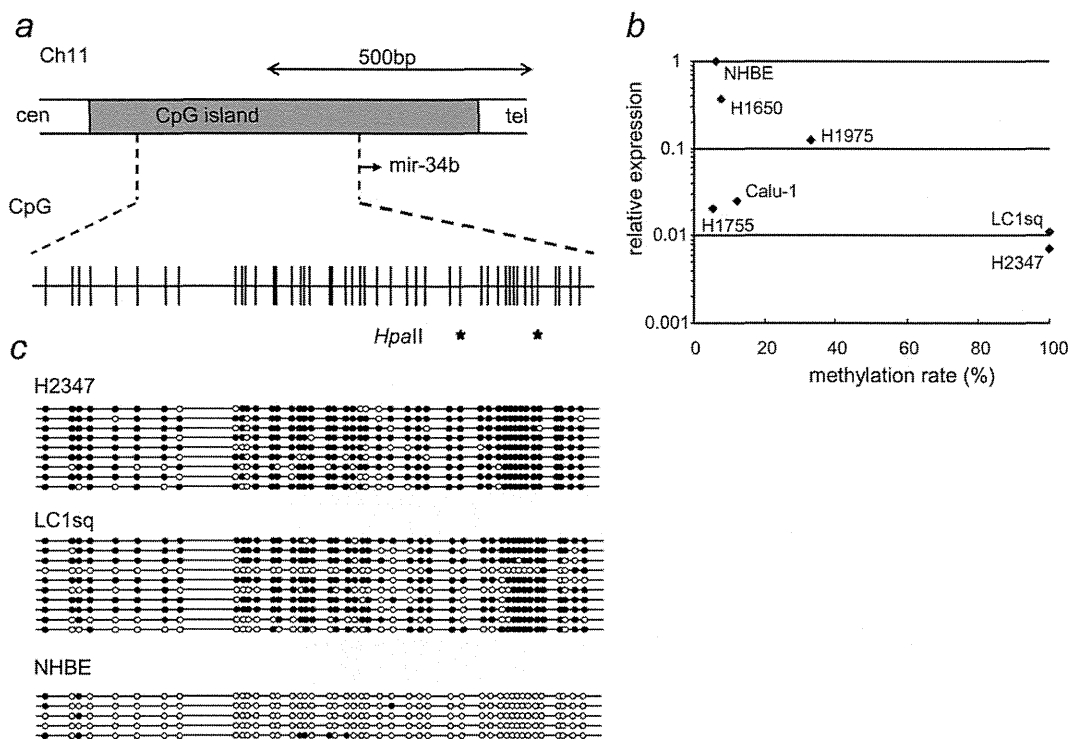 a
Ch11
500bp
cen
CpG island
tel
mir-34b
CpG
HpaII
b
relative expression
1
0.1
0.01
0.001
NHBE
H1650
H1975
Calu-1
H1755
LC1sq
H2347
0
20
40
60
80
100
methylation rate (%)
c
H2347
LC1sq
NHBE